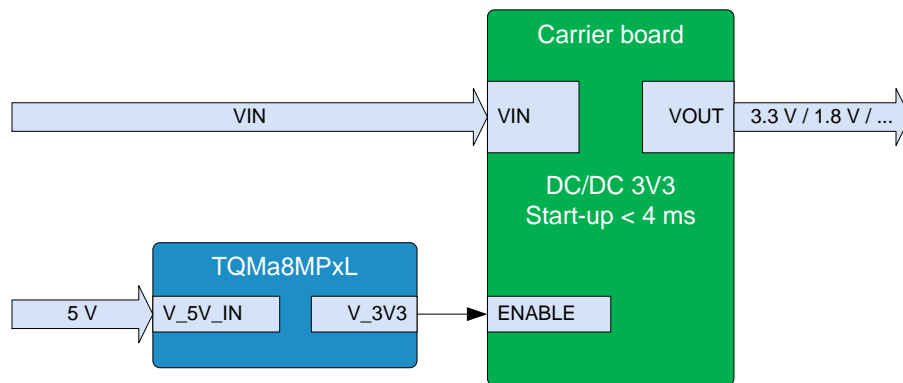 Carrier board
VIN
VIN
VOUT
3.3 V / 1.8 V / ...
DC/DC 3V3
Start-up < 4 ms
TQMa8MPxL
5 V
V_5V_IN
V_3V3
ENABLE